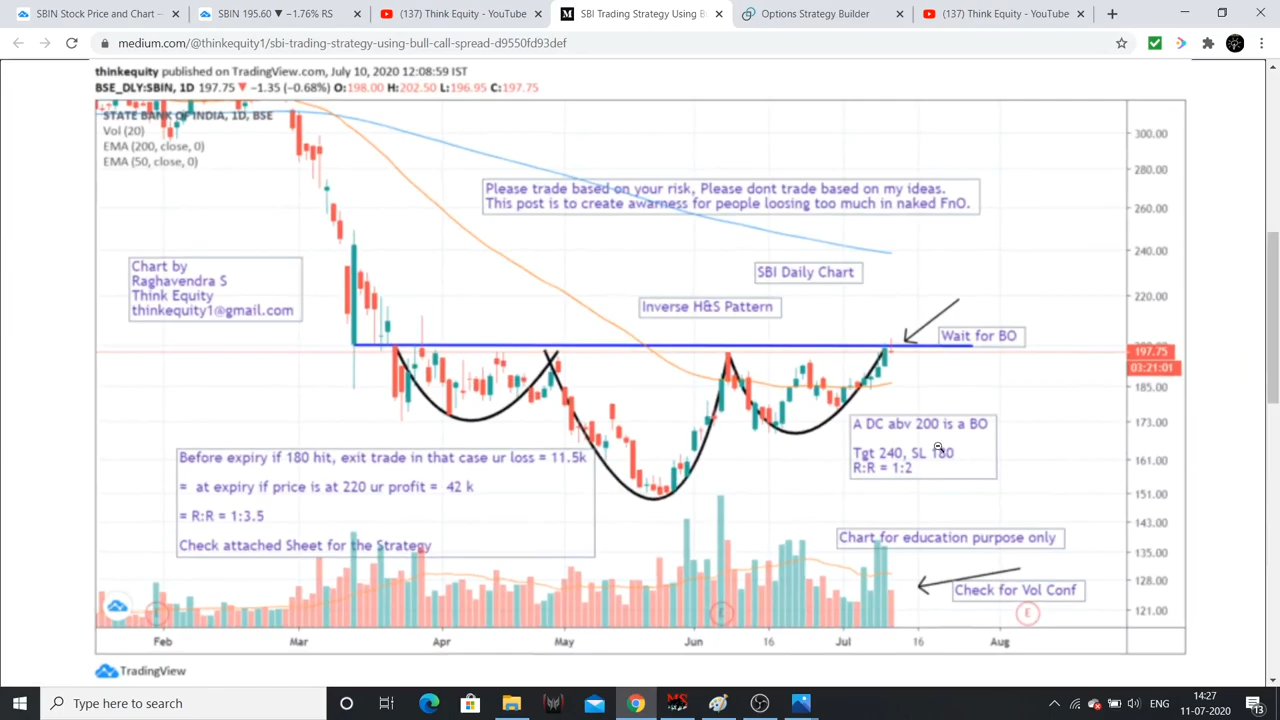 SBIN Stock Price and Chart —
SBIN 195.60 ▼ −1.76% RS
(137) Think Equity - YouTube
SBI Trading Strategy Using B
Options Strategy Builder
(137) Think Equity - YouTube
medium.com/@thinkequity1/sbi-trading-strategy-using-bull-call-spread-d9550fd93def
thinkequity published on TradingView.com, July 10, 2020 12:08:59 IST
BSE_DLY:SBIN, 1D 197.75 ▼ −1.35 (−0.68%) O:198.00 H:202.50 L:196.95 C:197.75
STATE BANK OF INDIA, 1D, BSE
Vol (20)
EMA (200, close, 0)
EMA (50, close, 0)
300.00
280.00
260.00
240.00
220.00
197.75
03:21:01
185.00
173.00
161.00
151.00
143.00
135.00
128.00
121.00
Please trade based on your risk, Please dont trade based on my ideas.
This post is to create awarness for people loosing too much in naked FnO.
Chart by
Raghavendra S
Think Equity
thinkequity1@gmail.com
SBI Daily Chart
Inverse H&S Pattern
Wait for BO
A DC abv 200 is a BO
Tgt 240, SL 180
R:R = 1:2
Before expiry if 180 hit, exit trade in that case ur loss = 11.5k
= at expiry if price is at 220 ur profit = 42 k
= R:R = 1:3.5
Check attached Sheet for the Strategy
Chart for education purpose only
Check for Vol Conf
E
E
E
Feb
Mar
Apr
May
Jun
16
Jul
16
Aug
TradingView
Type here to search
ENG
14:27
11-07-2020
13